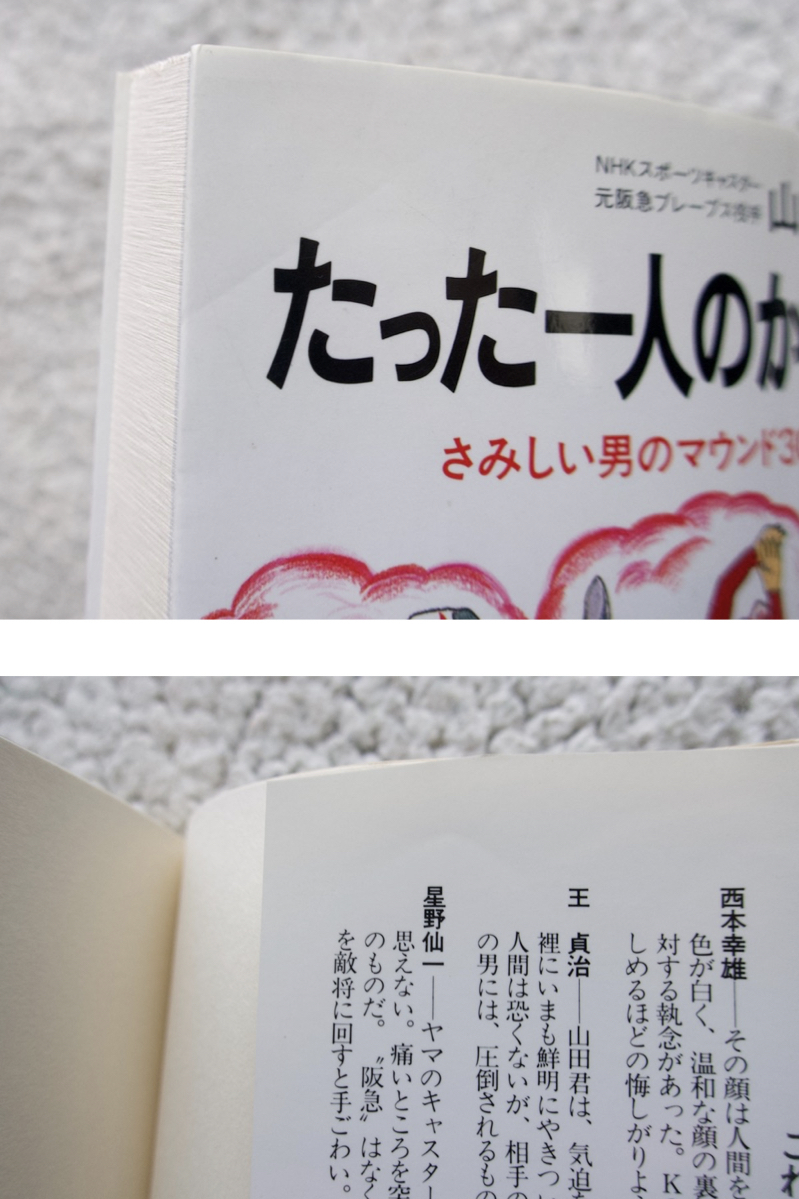 NHKスポーツキャスター
元阪急ブレーブス投手
山
たった一人のか
さみしい男のマウンド3
これ
西本幸雄――その顔は人間を
色が白く、温和な顔の裏
対する執念があった。K
しめるほどの悔しがりよ、
王　貞治――山田君は、気迫を
裡にいまも鮮明にやきつい
人間は恐くないが、相手の
の男には、圧倒されるもの
星野仙一――ヤマのキャスター
思えない。痛いところを突
のものだ。〝阪急〟はなく
を敵将に回すと手ごわい。